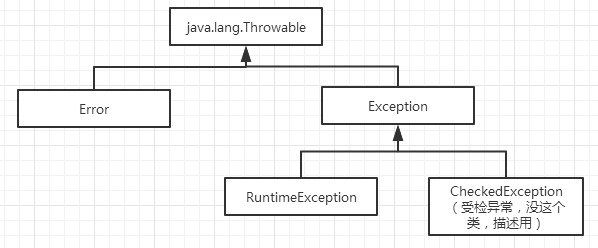 java.lang.Throwable
Error
Exception
RuntimeException
CheckedException
（受检异常，没这个
类，描述用）